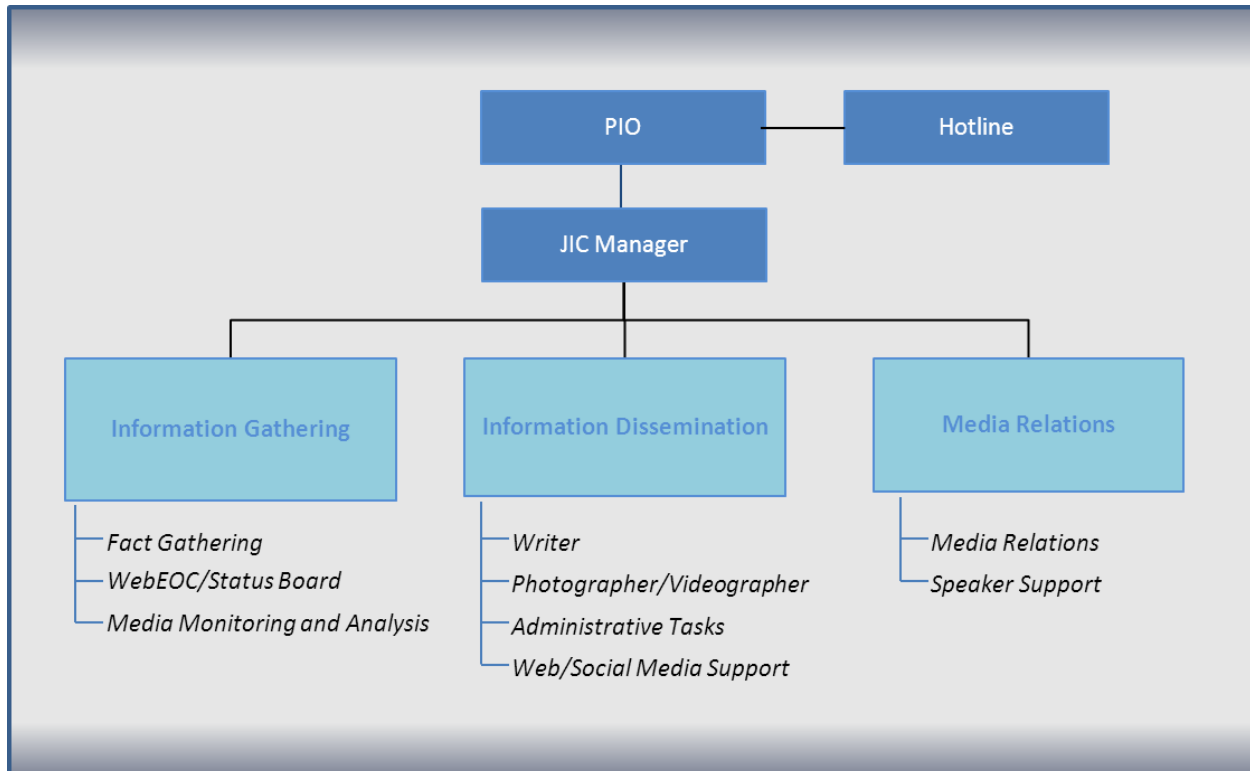 PIO
Hotline
JIC Manager
Information Gathering
Information Dissemination
Media Relations
Fact Gathering
WebEOC/Status Board
Media Monitoring and Analysis
Writer
Photographer/Videographer
Administrative Tasks
Web/Social Media Support
Media Relations
Speaker Support